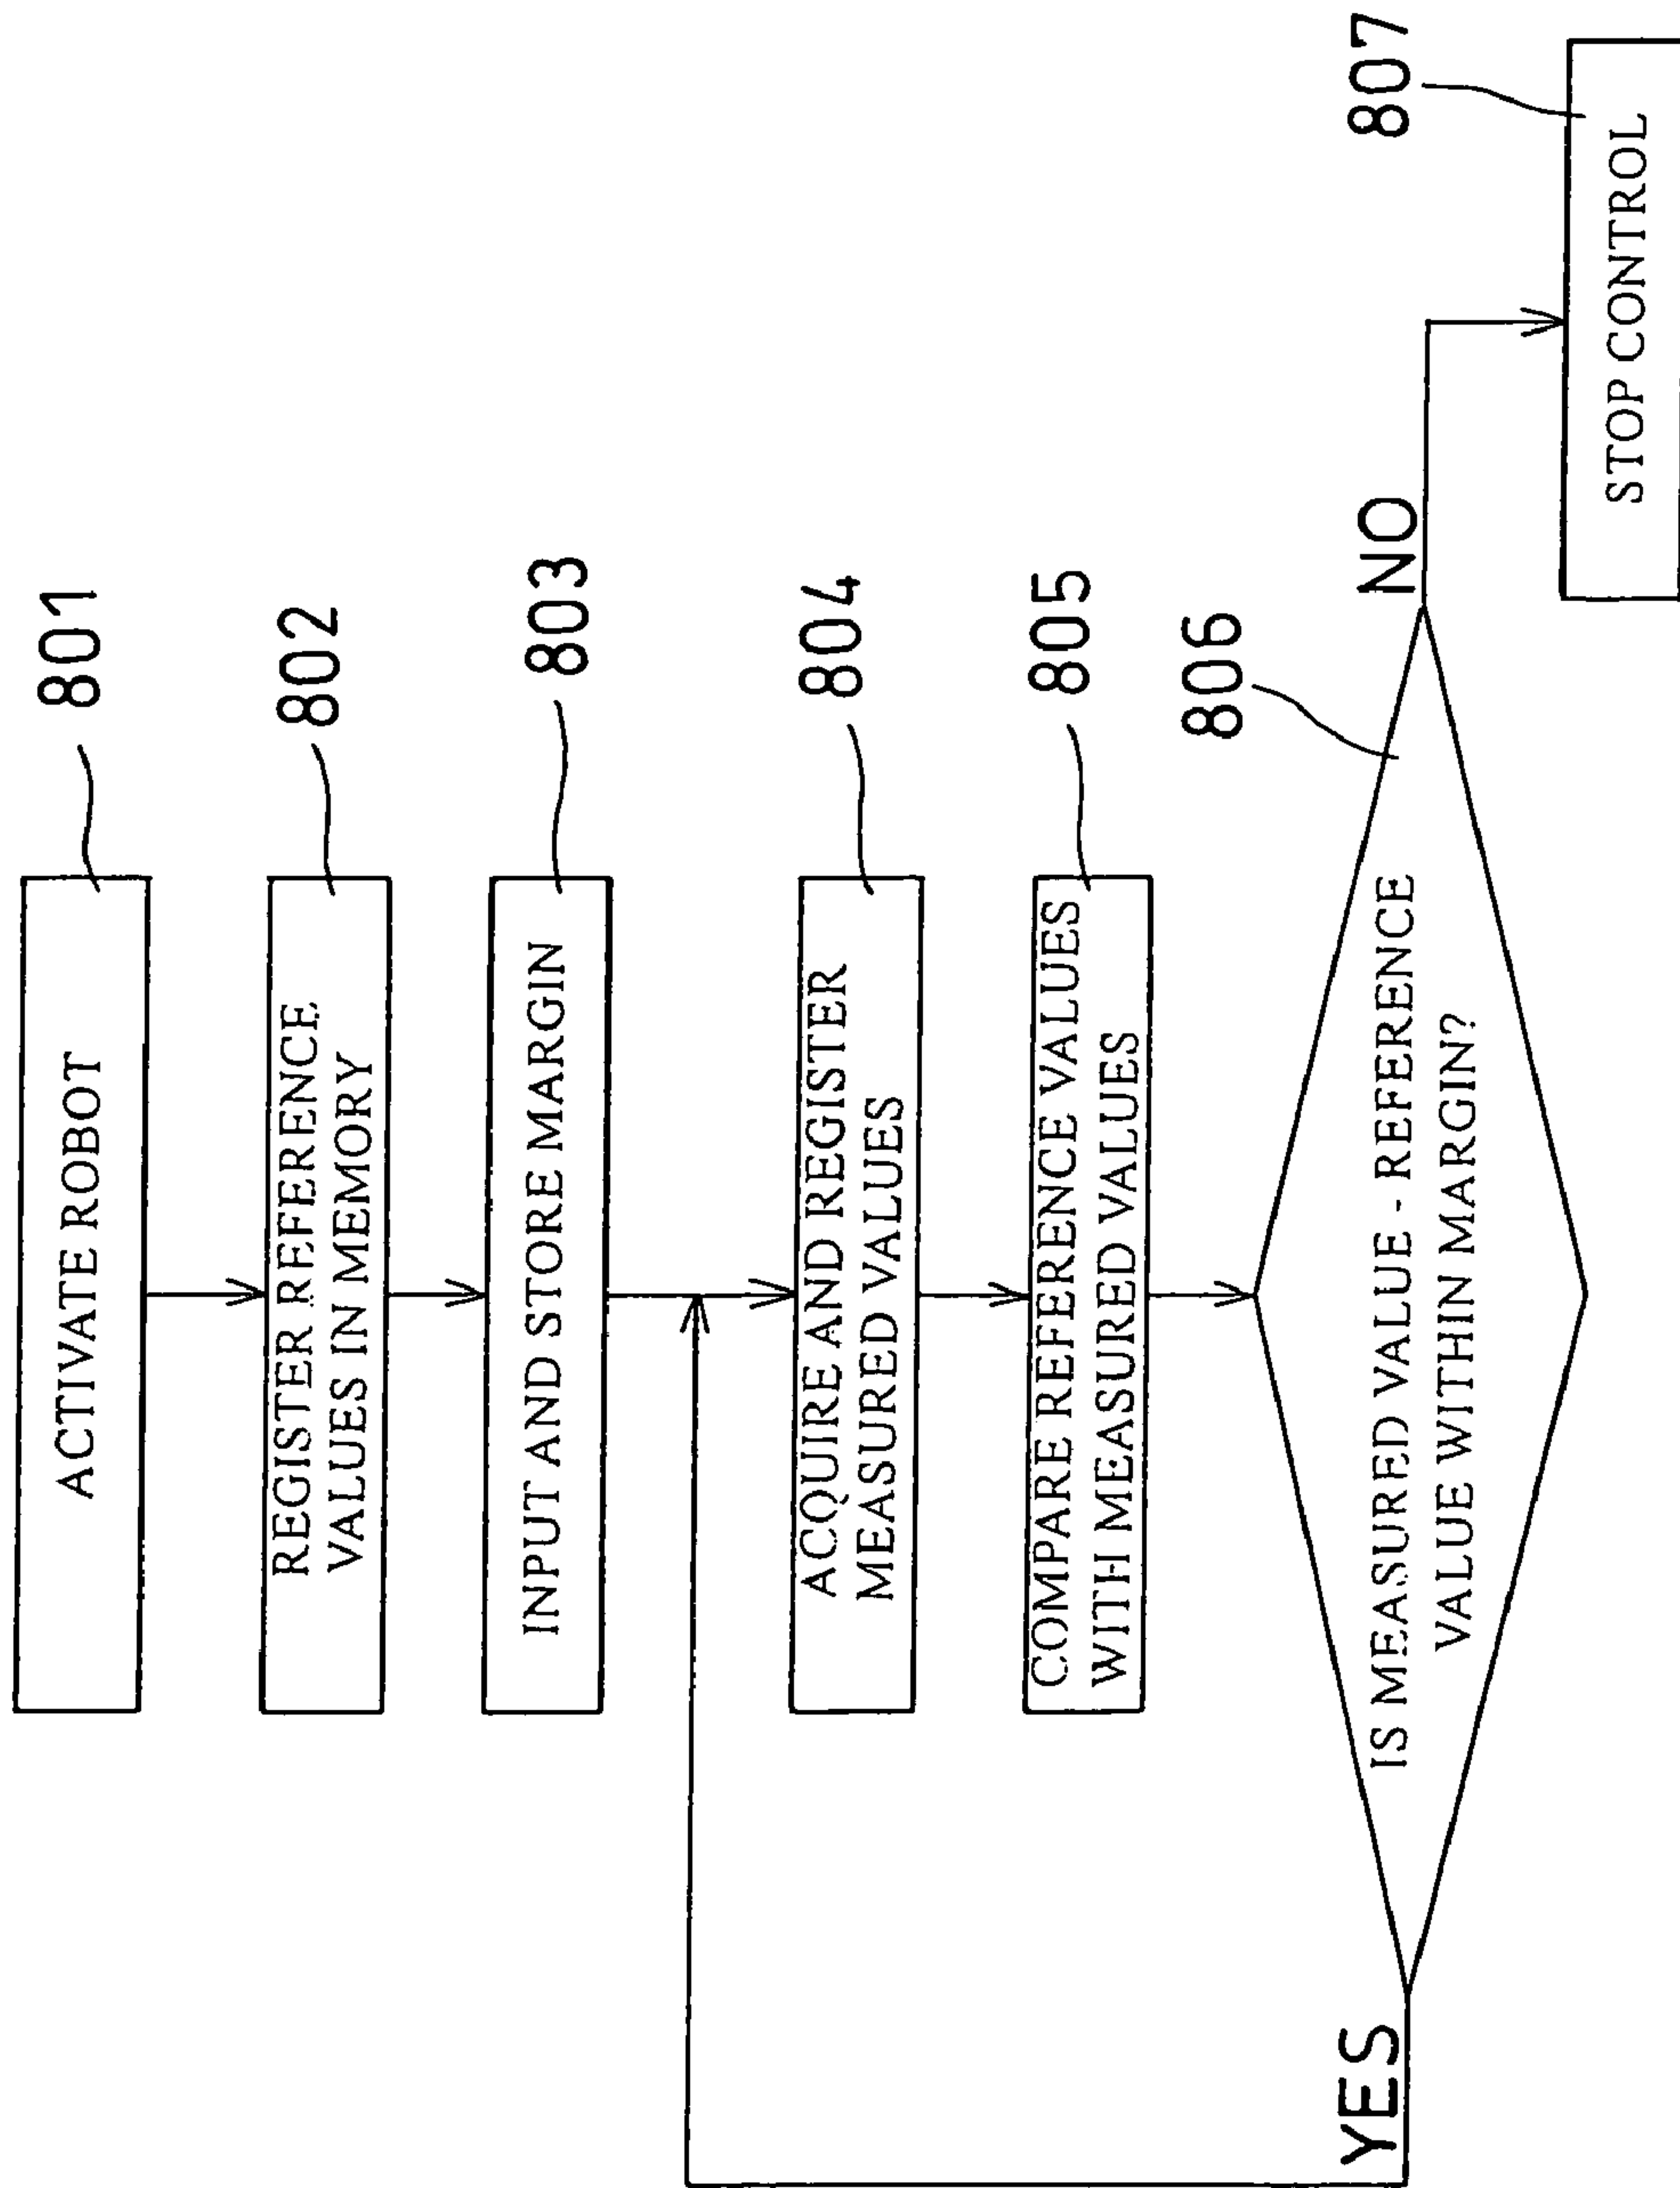 801
ACTIVATE ROBOT
802
REGISTER REFERENCE
VALUES IN MEMORY
803
INPUT AND STORE MARGIN
804
ACQUIRE AND REGISTER
MEASURED VALUES
805
COMPARE REFERENCE VALUES
WITH MEASURED VALUES
806
IS MEASURED VALUE - REFERENCE
VALUE WITHIN MARGIN?
YES
NO
807
STOP CONTROL